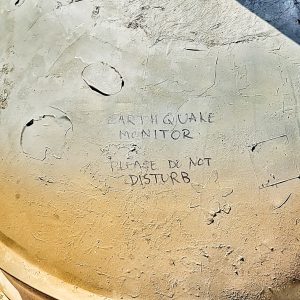 EARTHQUAKE
MONITOR
PLEASE DO NOT
DISTURB